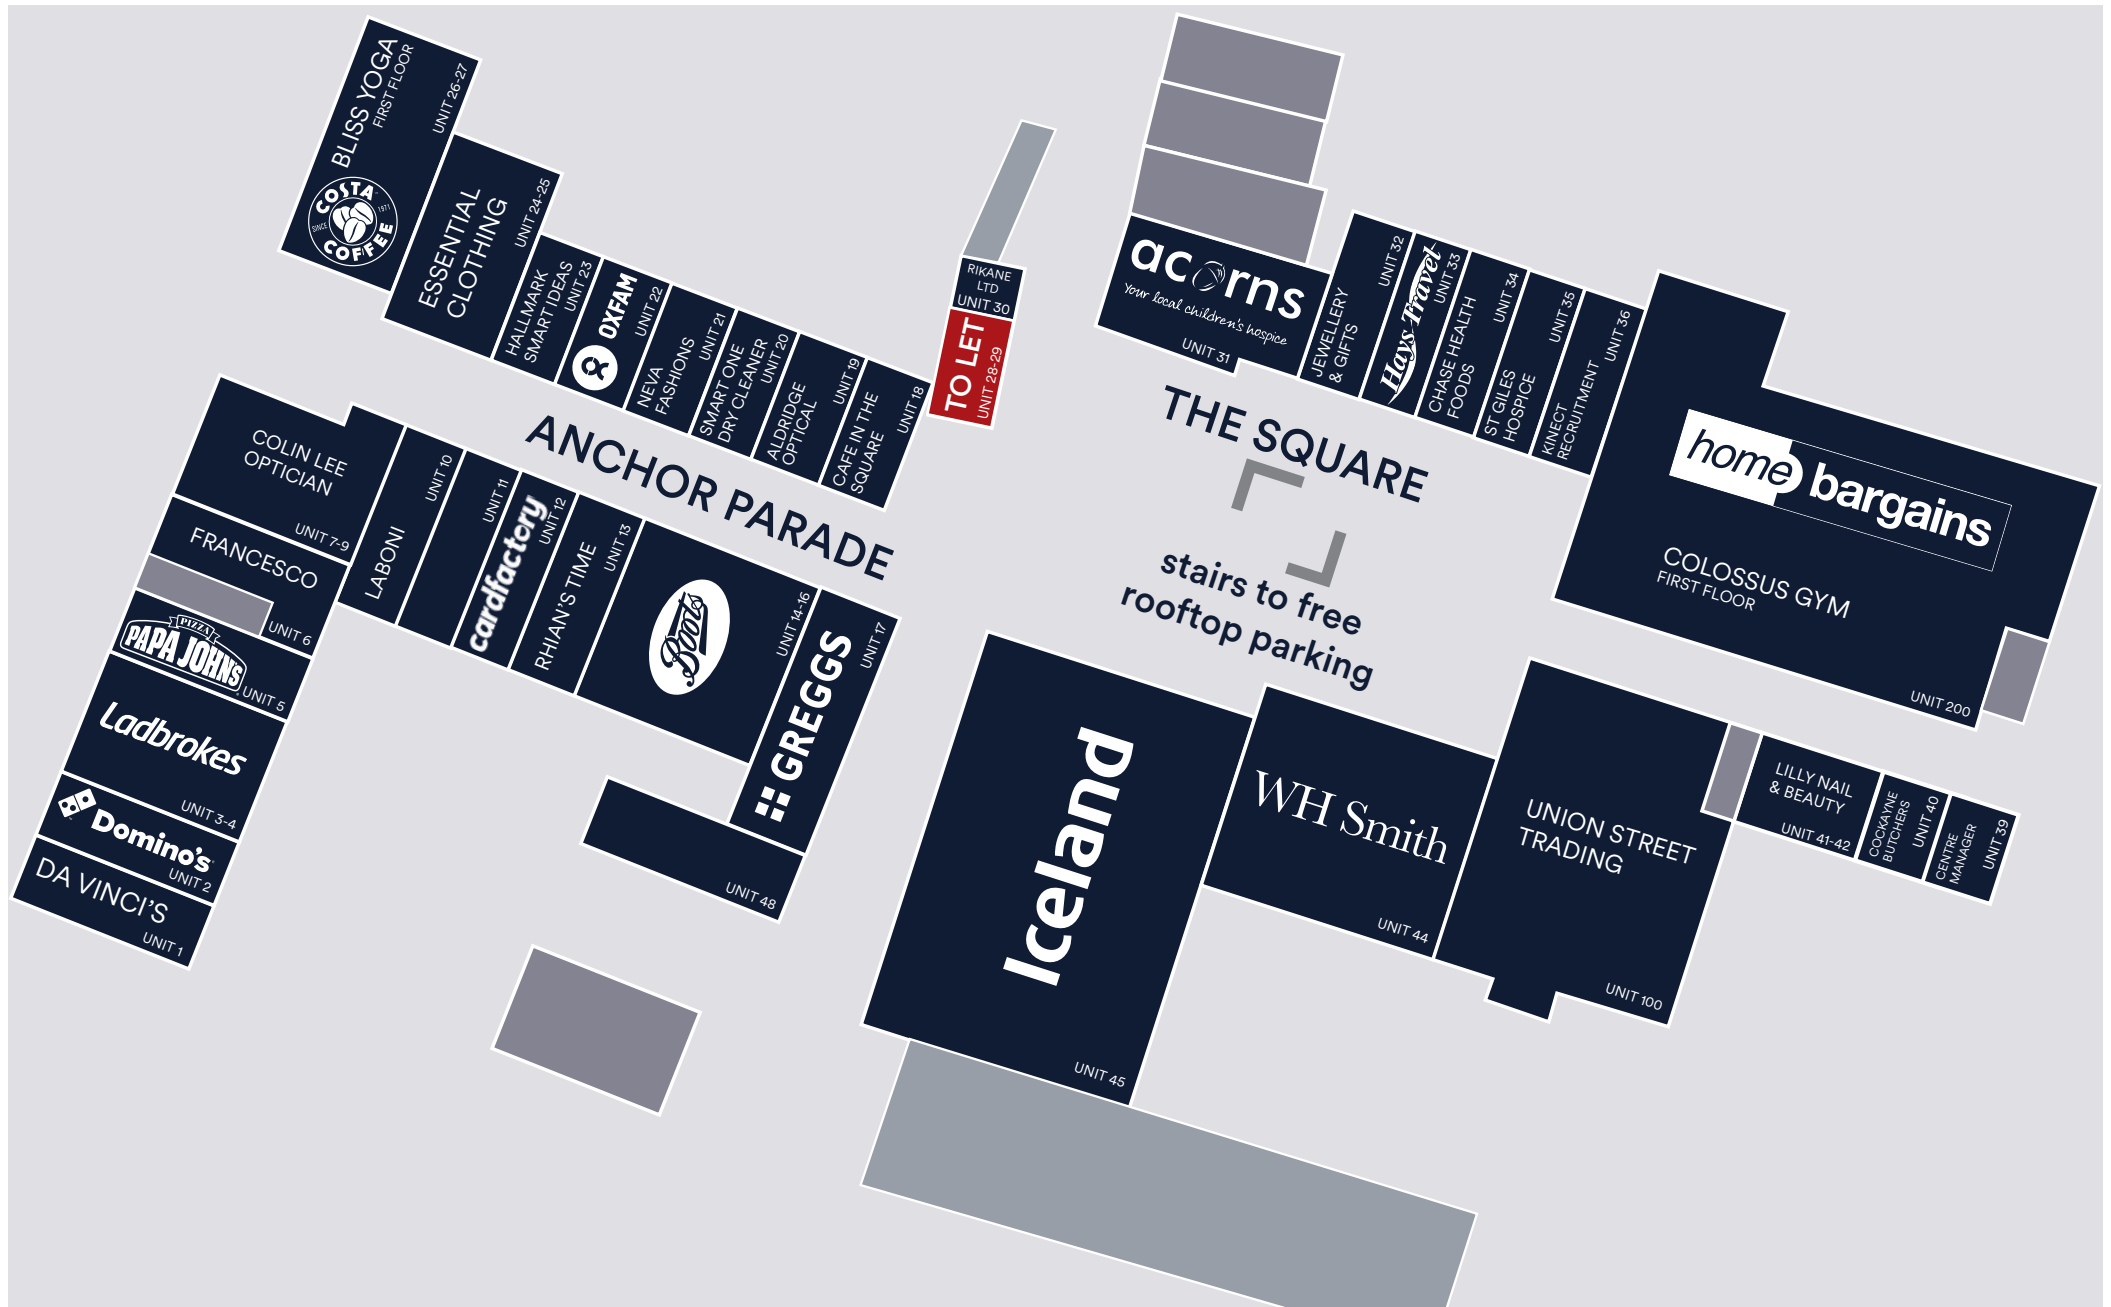 BLISS YOGA
FIRST FLOOR
UNIT 26-27
COSTA
SINCE 1971
COFFEE
ESSENTIAL
CLOTHING
UNIT 24-25
HALLMARK
SMART IDEAS
UNIT 23
OXFAM
UNIT 22
NEVA
FASHIONS
UNIT 21
SMART ONE
DRY CLEANER
UNIT 20
ALDRIDGE
OPTICAL
UNIT 19
CAFE IN THE
SQUARE
UNIT 18
RIKANE
LTD
UNIT 30
TO LET
UNIT 28-29
acorns
Your local children's hospice
UNIT 31
JEWELLERY
& GIFTS
UNIT 32
Hays Travel
UNIT 33
CHASE HEALTH
FOODS
UNIT 34
ST GILES
HOSPICE
UNIT 35
KINECT
RECRUITMENT
UNIT 36
home bargains
COLOSSUS GYM
FIRST FLOOR
UNIT 200
ANCHOR PARADE
THE SQUARE
stairs to free
rooftop parking
COLIN LEE
OPTICIAN
UNIT 7-9
FRANCESCO
UNIT 6
PIZZA
PAPA JOHNS
UNIT 5
Ladbrokes
UNIT 3-4
Domino's
UNIT 2
DA VINCI'S
UNIT 1
LABONI
UNIT 10
UNIT 11
cardfactory
UNIT 12
RHIAN'S TIME
UNIT 13
Boots
UNIT 14-16
GREGGS
UNIT 17
UNIT 48
Iceland
UNIT 45
WH Smith
UNIT 44
UNION STREET
TRADING
UNIT 100
LILLY NAIL
& BEAUTY
UNIT 41-42
COCKAYNE
BUTCHERS
UNIT 40
CENTRE
MANAGER
UNIT 39